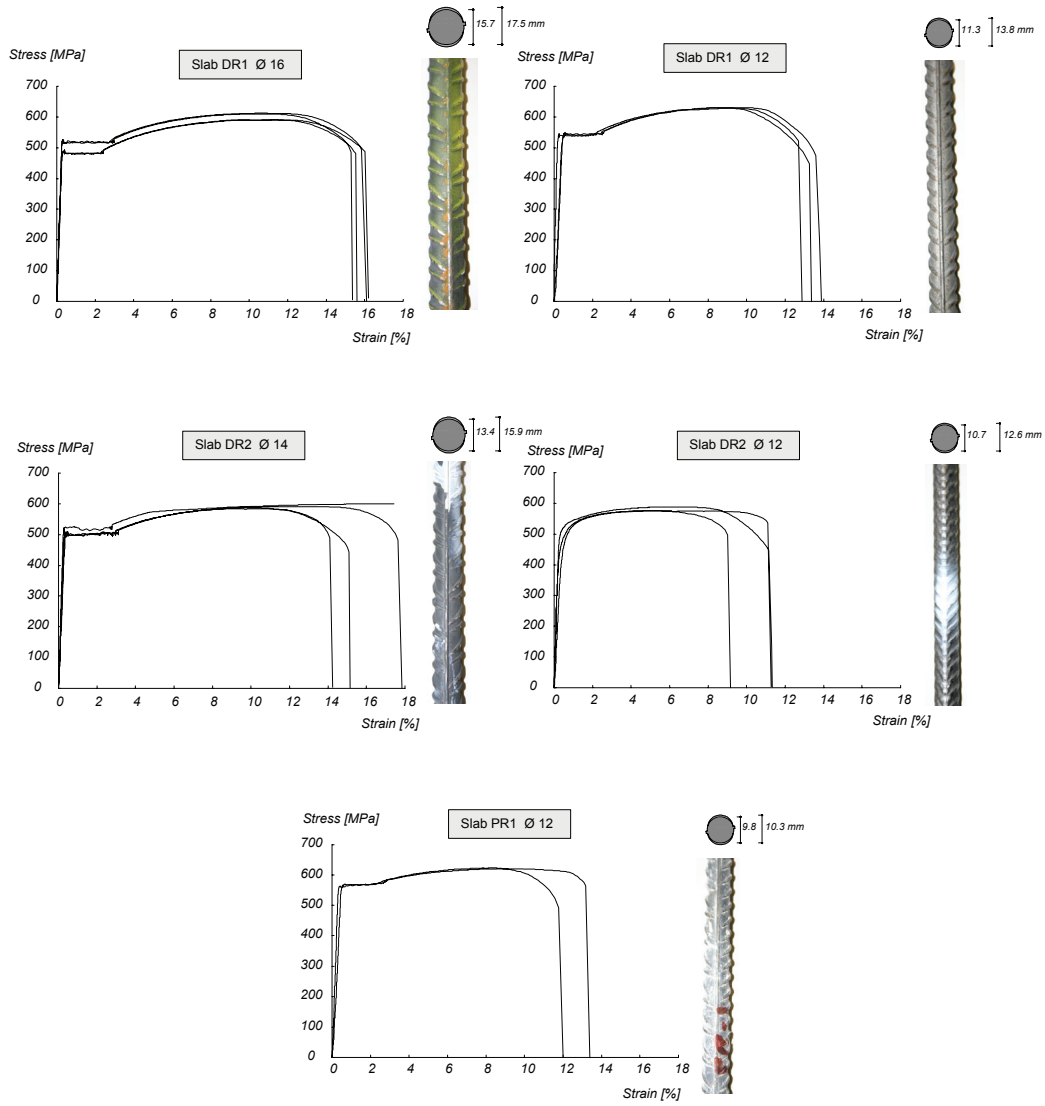 15.7 17.5 mm
Stress [MPa]
Slab DR1 Ø 16
700
600
500
400
300
200
100
0
0 2 4 6 8 10 12 14 16 18
Strain [%]
11.3 13.8 mm
Stress [MPa]
Slab DR1 Ø 12
700
600
500
400
300
200
100
0
0 2 4 6 8 10 12 14 16 18
Strain [%]
13.4 15.9 mm
Stress [MPa]
Slab DR2 Ø 14
700
600
500
400
300
200
100
0
0 2 4 6 8 10 12 14 16 18
Strain [%]
10.7 12.6 mm
Stress [MPa]
Slab DR2 Ø 12
700
600
500
400
300
200
100
0
0 2 4 6 8 10 12 14 16 18
Strain [%]
9.8 10.3 mm
Stress [MPa]
Slab PR1 Ø 12
700
600
500
400
300
200
100
0
0 2 4 6 8 10 12 14 16 18
Strain [%]